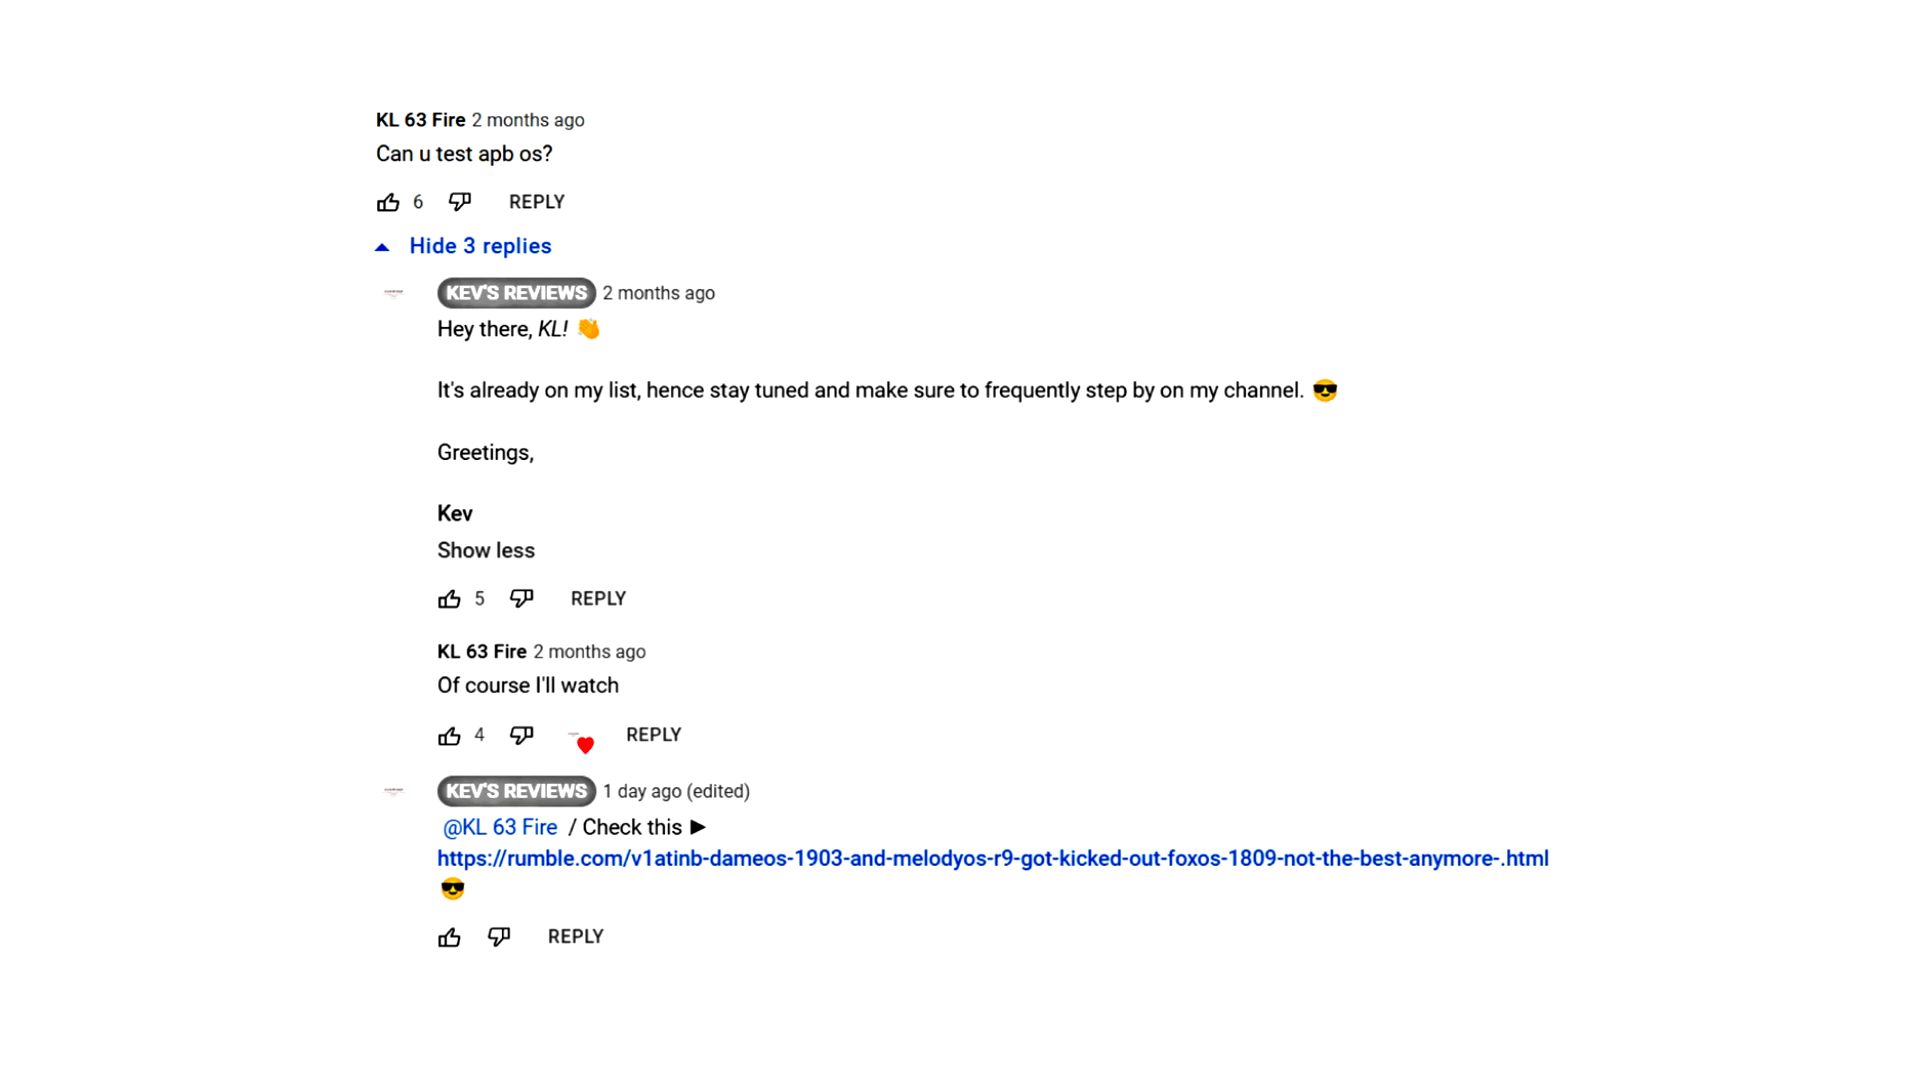 KL 63 Fire 2 months ago
Can u test apb os?
6 REPLY
Hide 3 replies
KEV'S REVIEWS 2 months ago
Hey there, KL! 👋
It's already on my list, hence stay tuned and make sure to frequently step by on my channel. 😎
Greetings,
Kev
Show less
5 REPLY
KL 63 Fire 2 months ago
Of course I'll watch
4 REPLY
KEV'S REVIEWS 1 day ago (edited)
@KL 63 Fire / Check this ►
https://rumble.com/v1atinb-dameos-1903-and-melodyos-r9-got-kicked-out-foxos-1809-not-the-best-anymore-.html
😎
REPLY